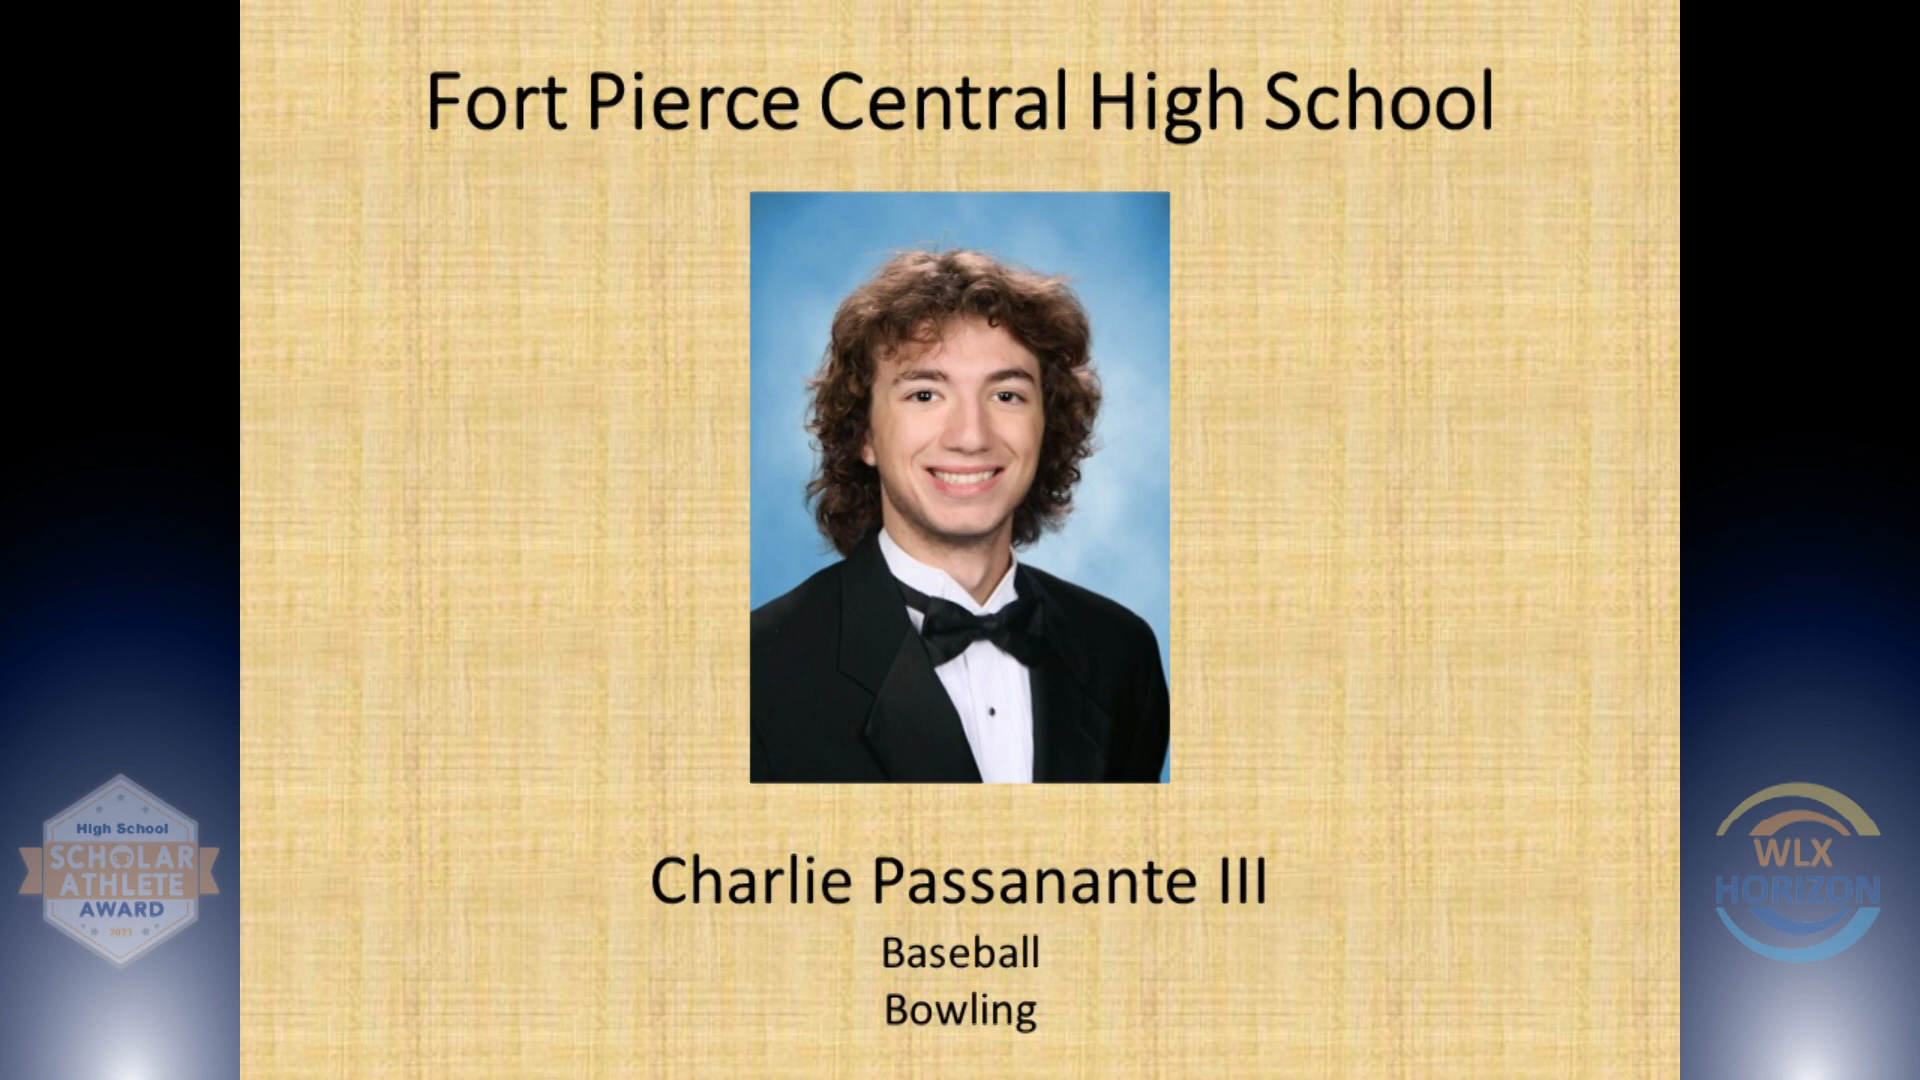 Fort Pierce Central High School
Charlie Passanante III
Baseball
Bowling
High School
SCHOLAR
ATHLETE
AWARD
2023
WLX
HORIZON